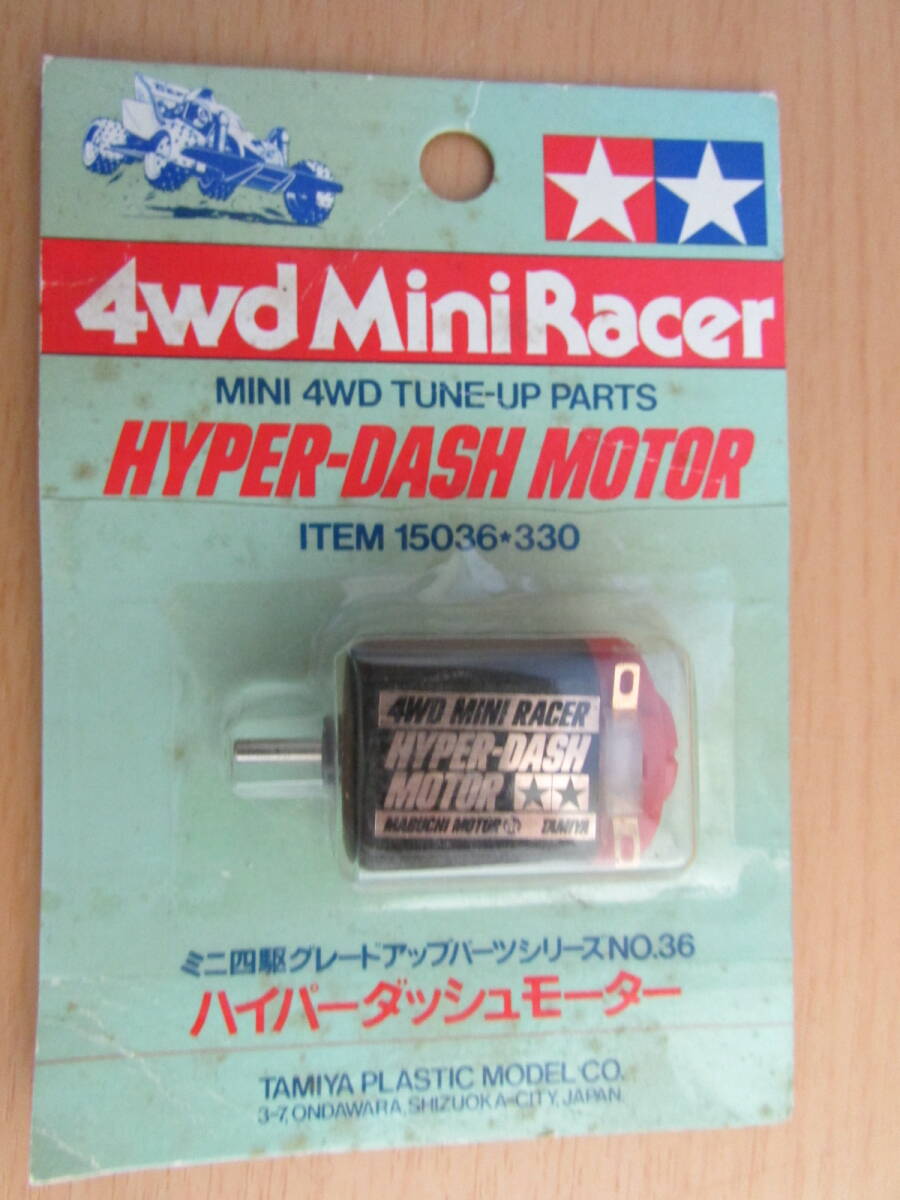 4wd Mini Racer
MINI 4WD TUNE-UP PARTS
HYPER-DASH MOTOR
ITEM 15036*330
4WD MINI RACER
HYPER-DASH
MOTOR
MABUCHI MOTOR TAMIYA
ミニ四駆グレードアップパーツシリーズNO.36
ハイパーダッシュモーター
TAMIYA PLASTIC MODEL CO.
3-7, ONDAWARA, SHIZUOKA-CITY, JAPAN.